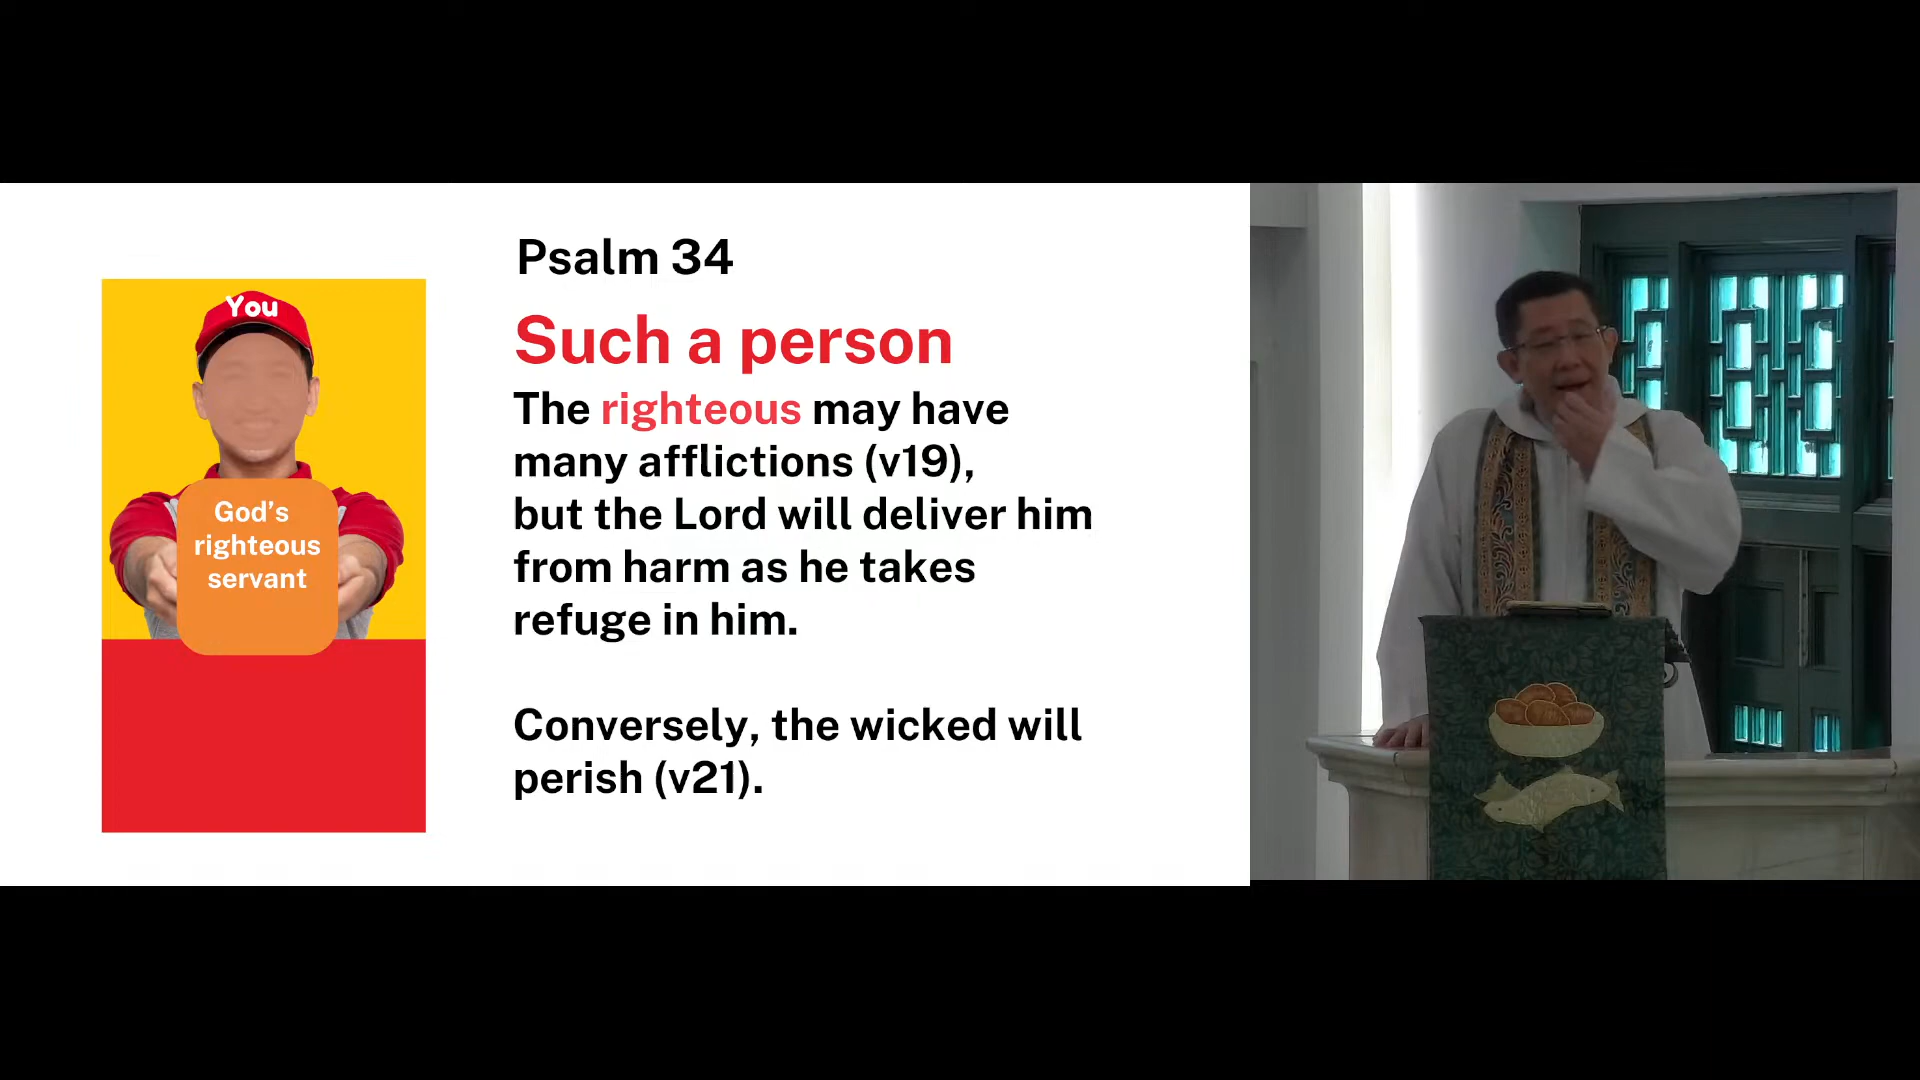 You
God's
righteous
servant
Psalm 34
Such a person
The righteous may have
many afflictions (v19),
but the Lord will deliver him
from harm as he takes
refuge in him.
Conversely, the wicked will
perish (v21).